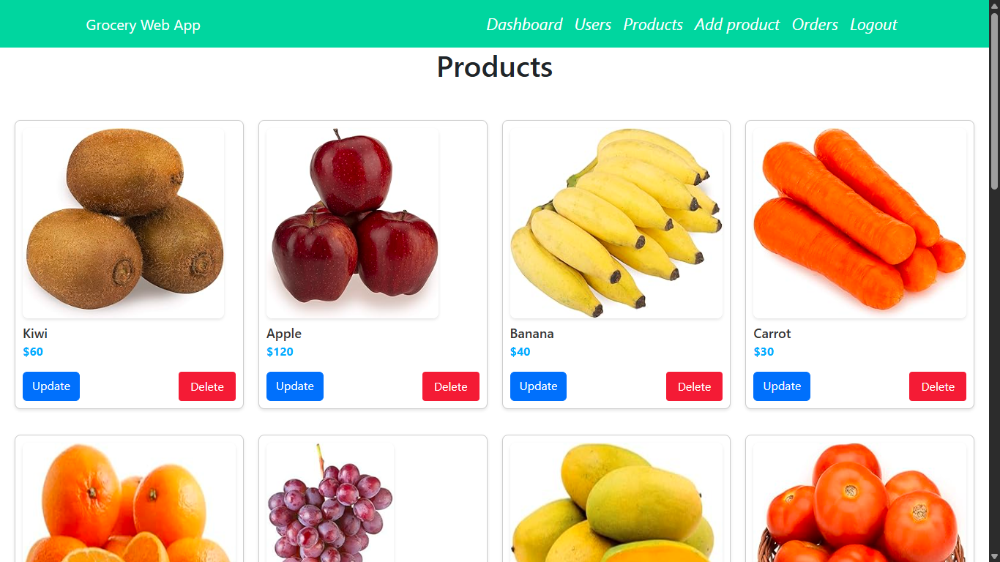 Grocery Web App
Dashboard Users Products Add product Orders Logout
Products
Kiwi
$60
Update Delete
Apple
$120
Update Delete
Banana
$40
Update Delete
Carrot
$30
Update Delete